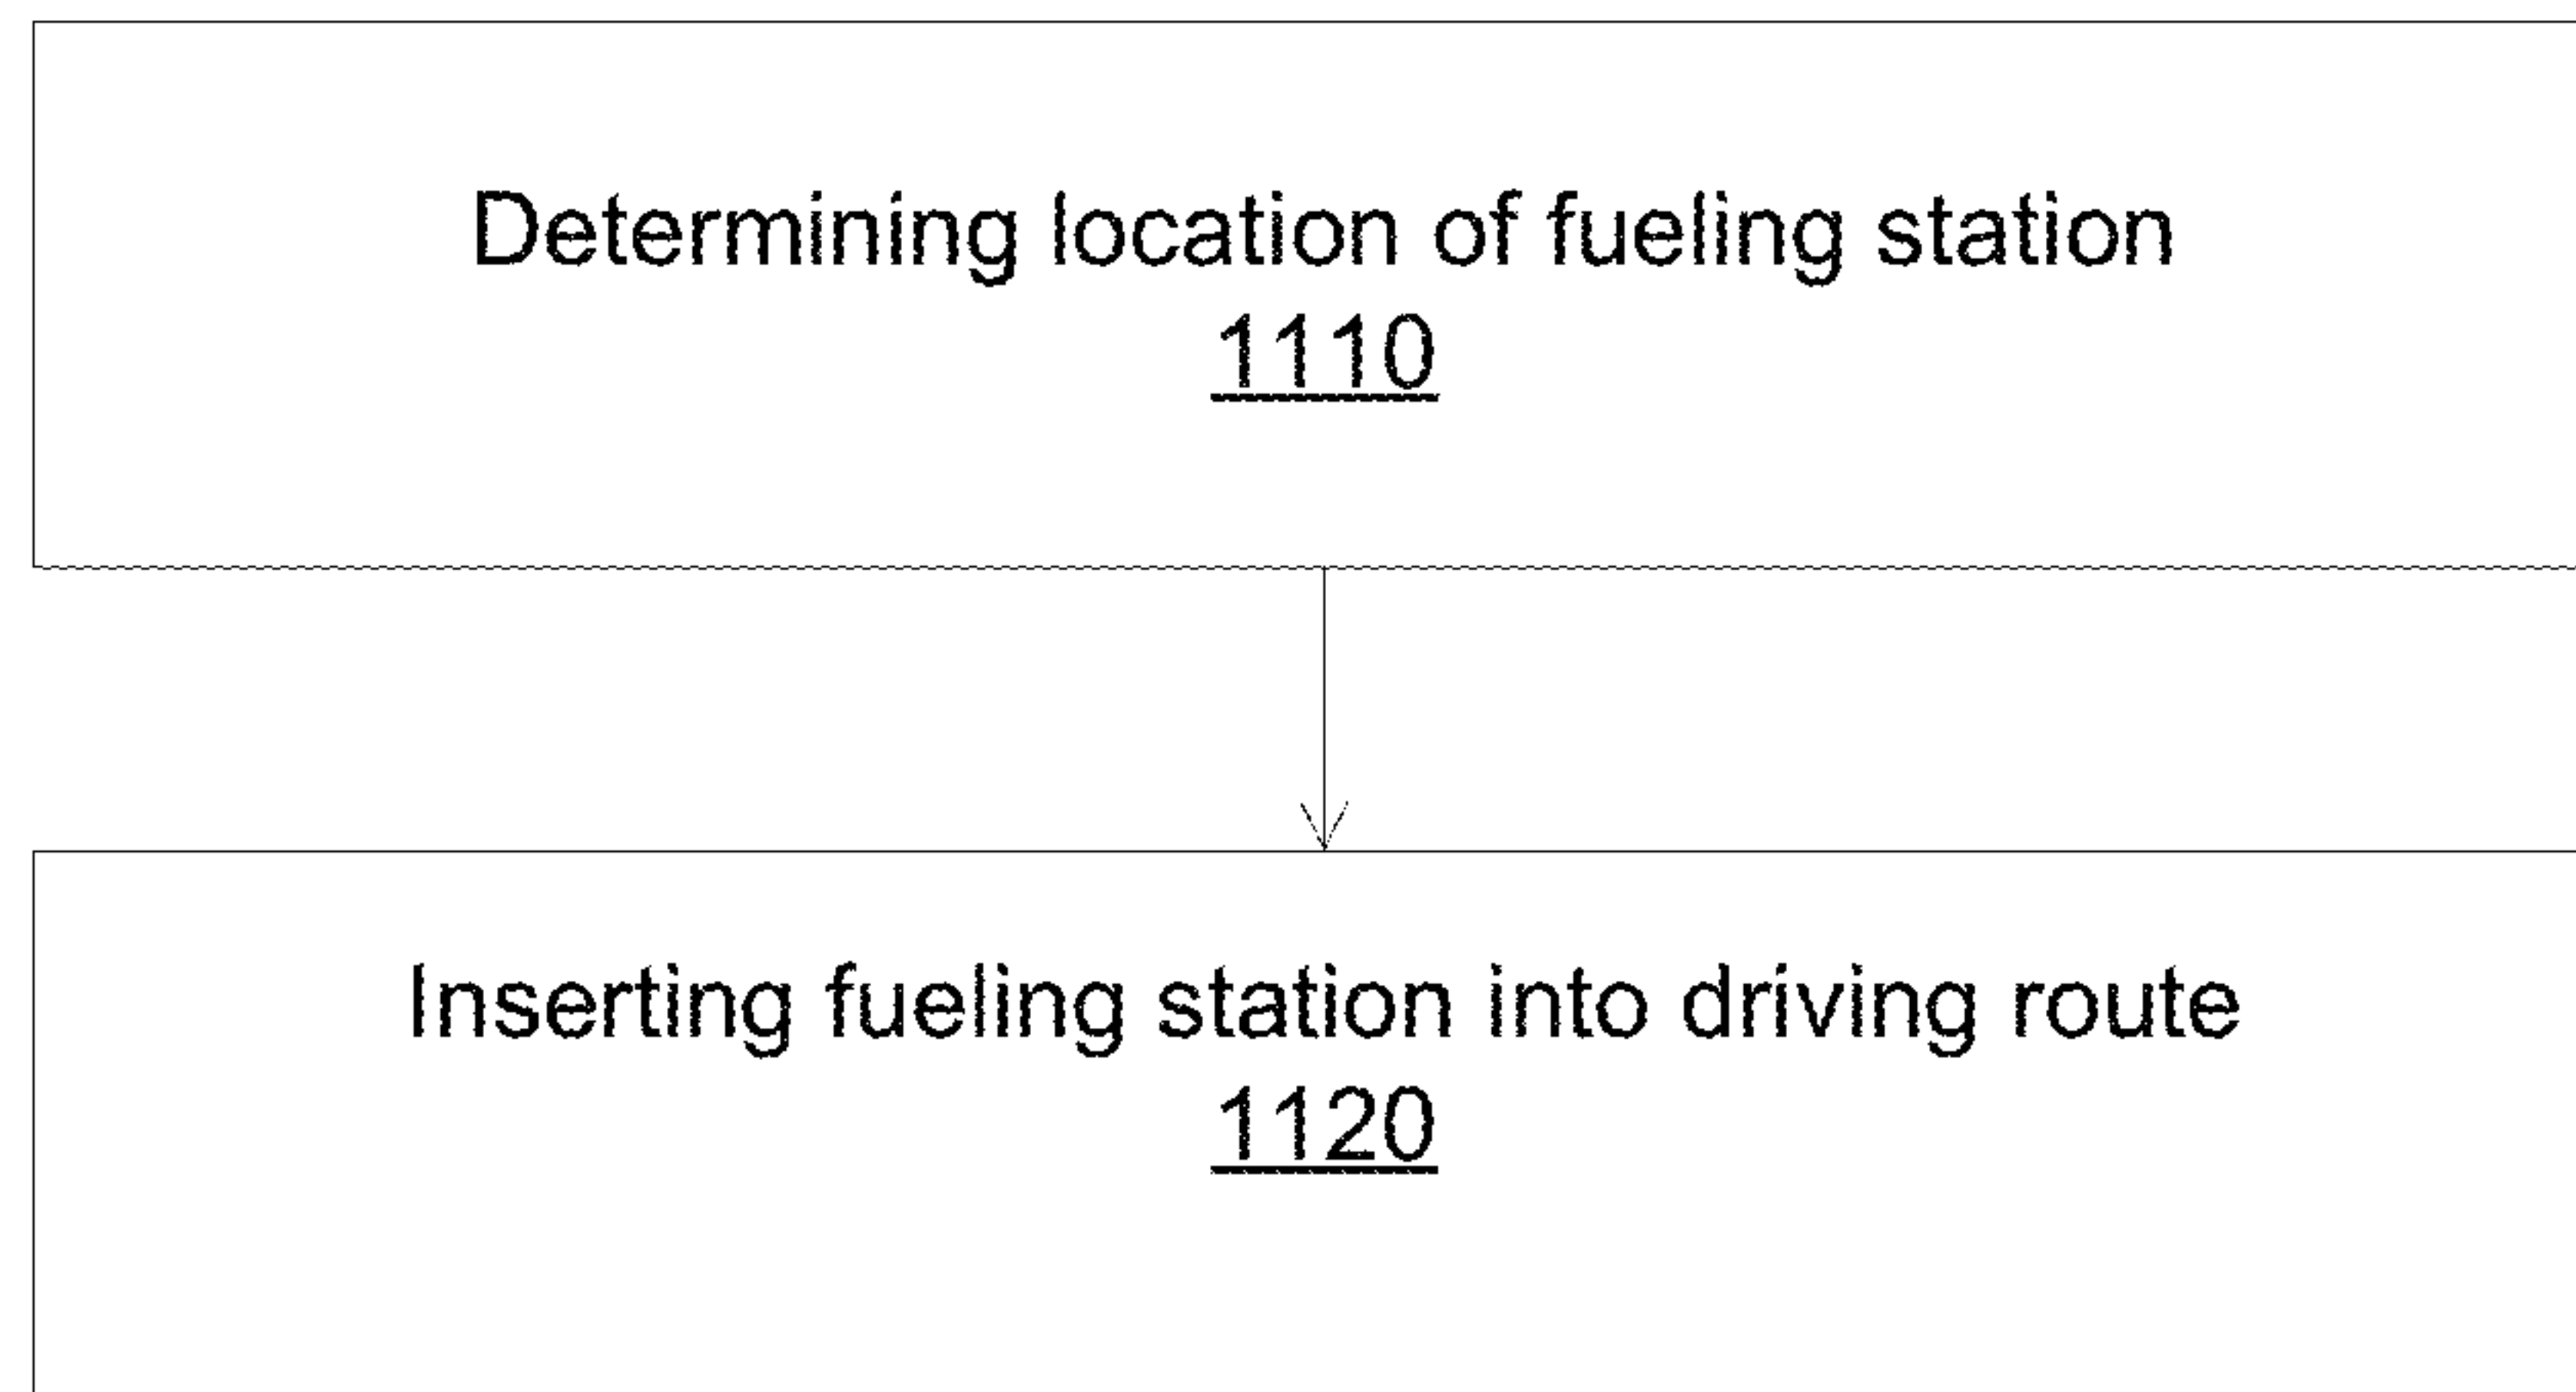 Determining location of fueling station
1110
Inserting fueling station into driving route
1120